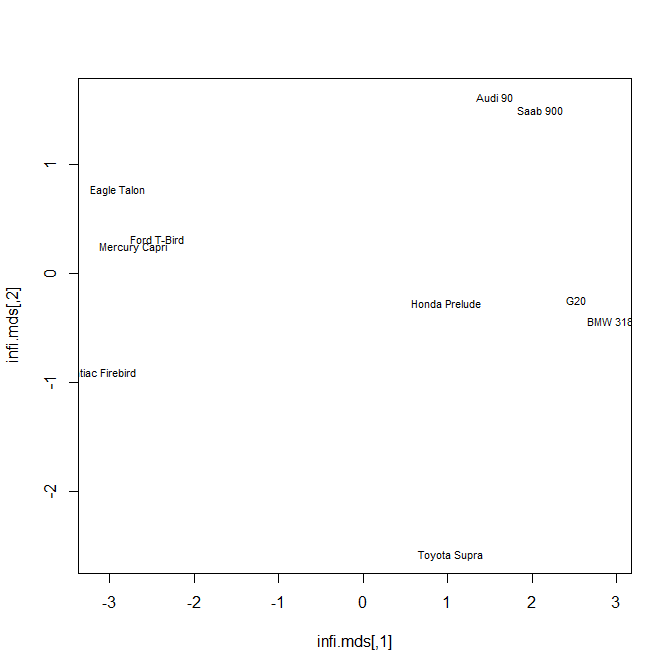 Audi 90
Saab 900
1
Eagle Talon
Ford T-Bird
Mercury Capri
0
G20
Honda Prelude
BMW 318
infi.mds[,2]
tiac Firebird
-1
-2
Toyota Supra
-3 -2 -1 0 1 2 3
infi.mds[,1]